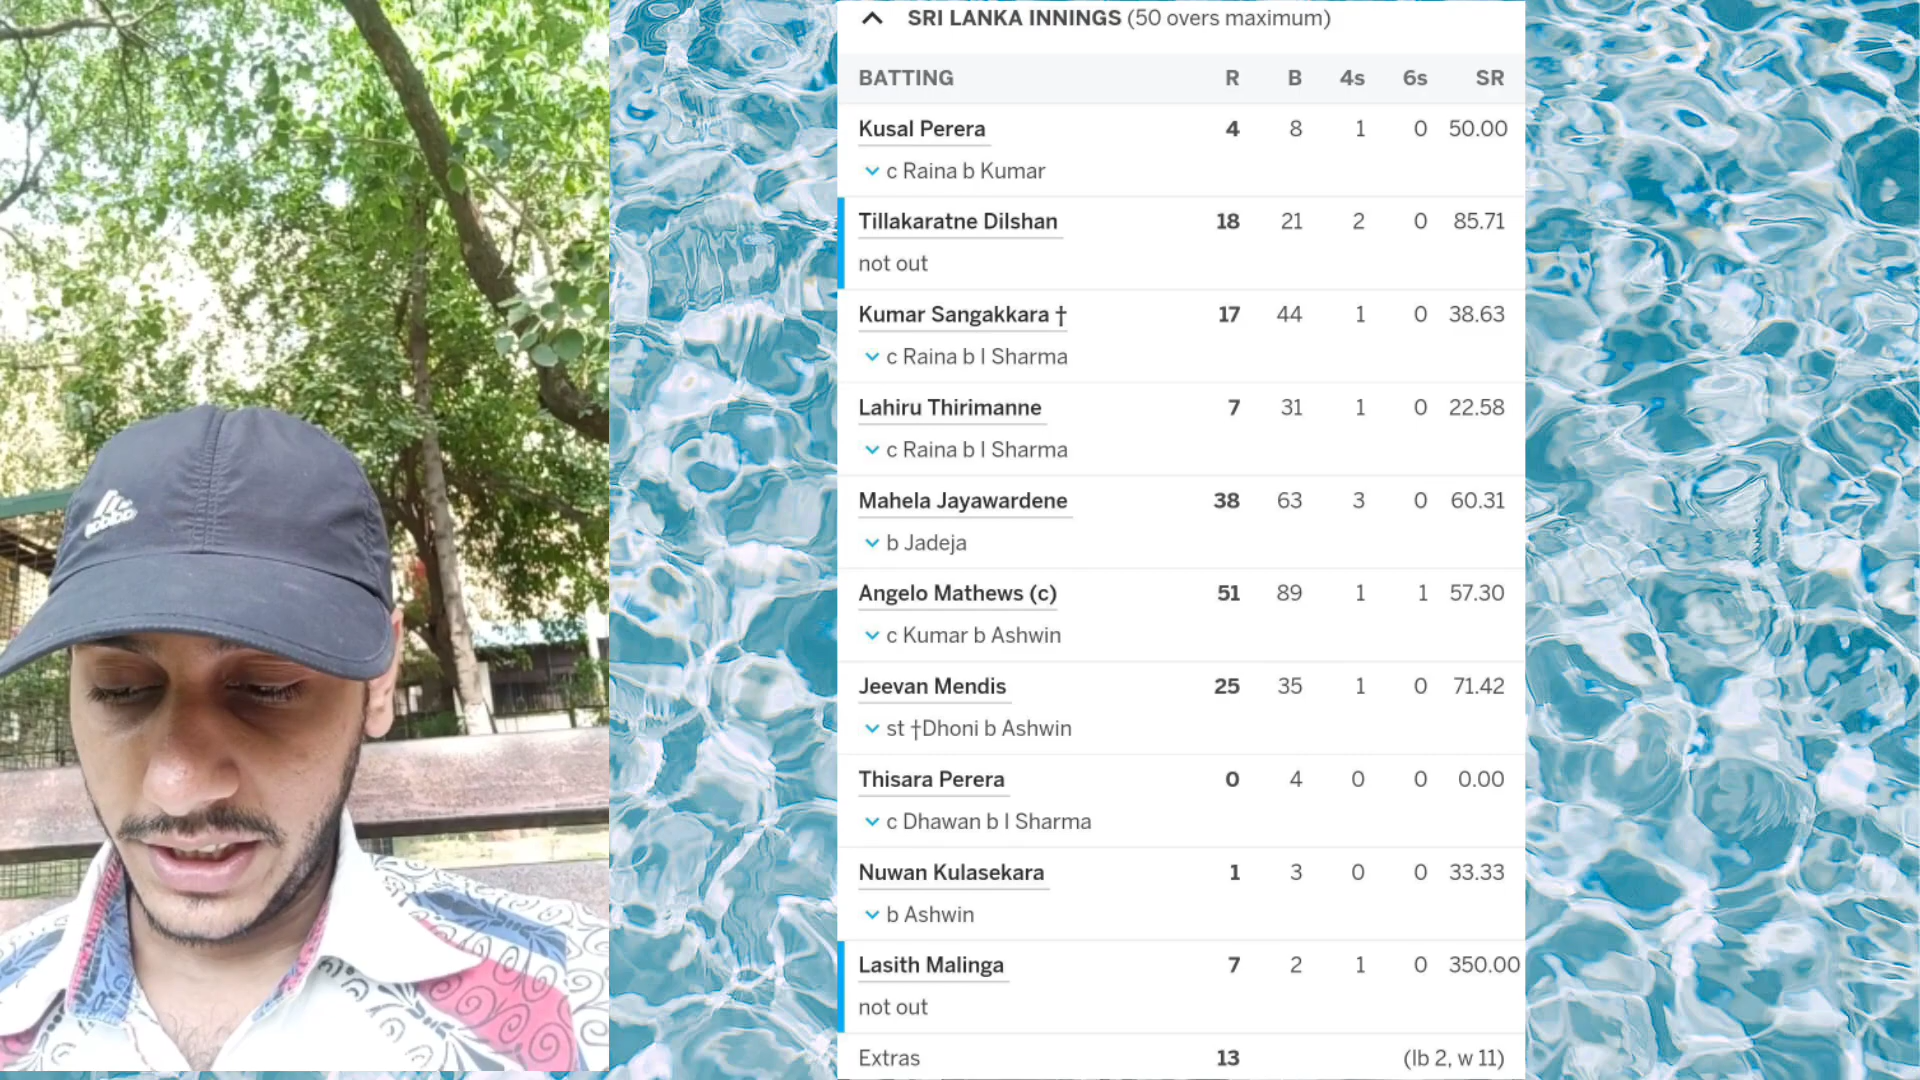 SRI LANKA INNINGS (50 overs maximum)
BATTING R B 4s 6s SR
Kusal Perera 4 8 1 0 50.00
c Raina b Kumar
Tillakaratne Dilshan 18 21 2 0 85.71
not out
Kumar Sangakkara † 17 44 1 0 38.63
c Raina b I Sharma
Lahiru Thirimanne 7 31 1 0 22.58
c Raina b I Sharma
Mahela Jayawardene 38 63 3 0 60.31
b Jadeja
Angelo Mathews (c) 51 89 1 1 57.30
c Kumar b Ashwin
Jeevan Mendis 25 35 1 0 71.42
st †Dhoni b Ashwin
Thisara Perera 0 4 0 0 0.00
c Dhawan b I Sharma
Nuwan Kulasekara 1 3 0 0 33.33
b Ashwin
Lasith Malinga 7 2 1 0 350.00
not out
Extras 13 (lb 2, w 11)